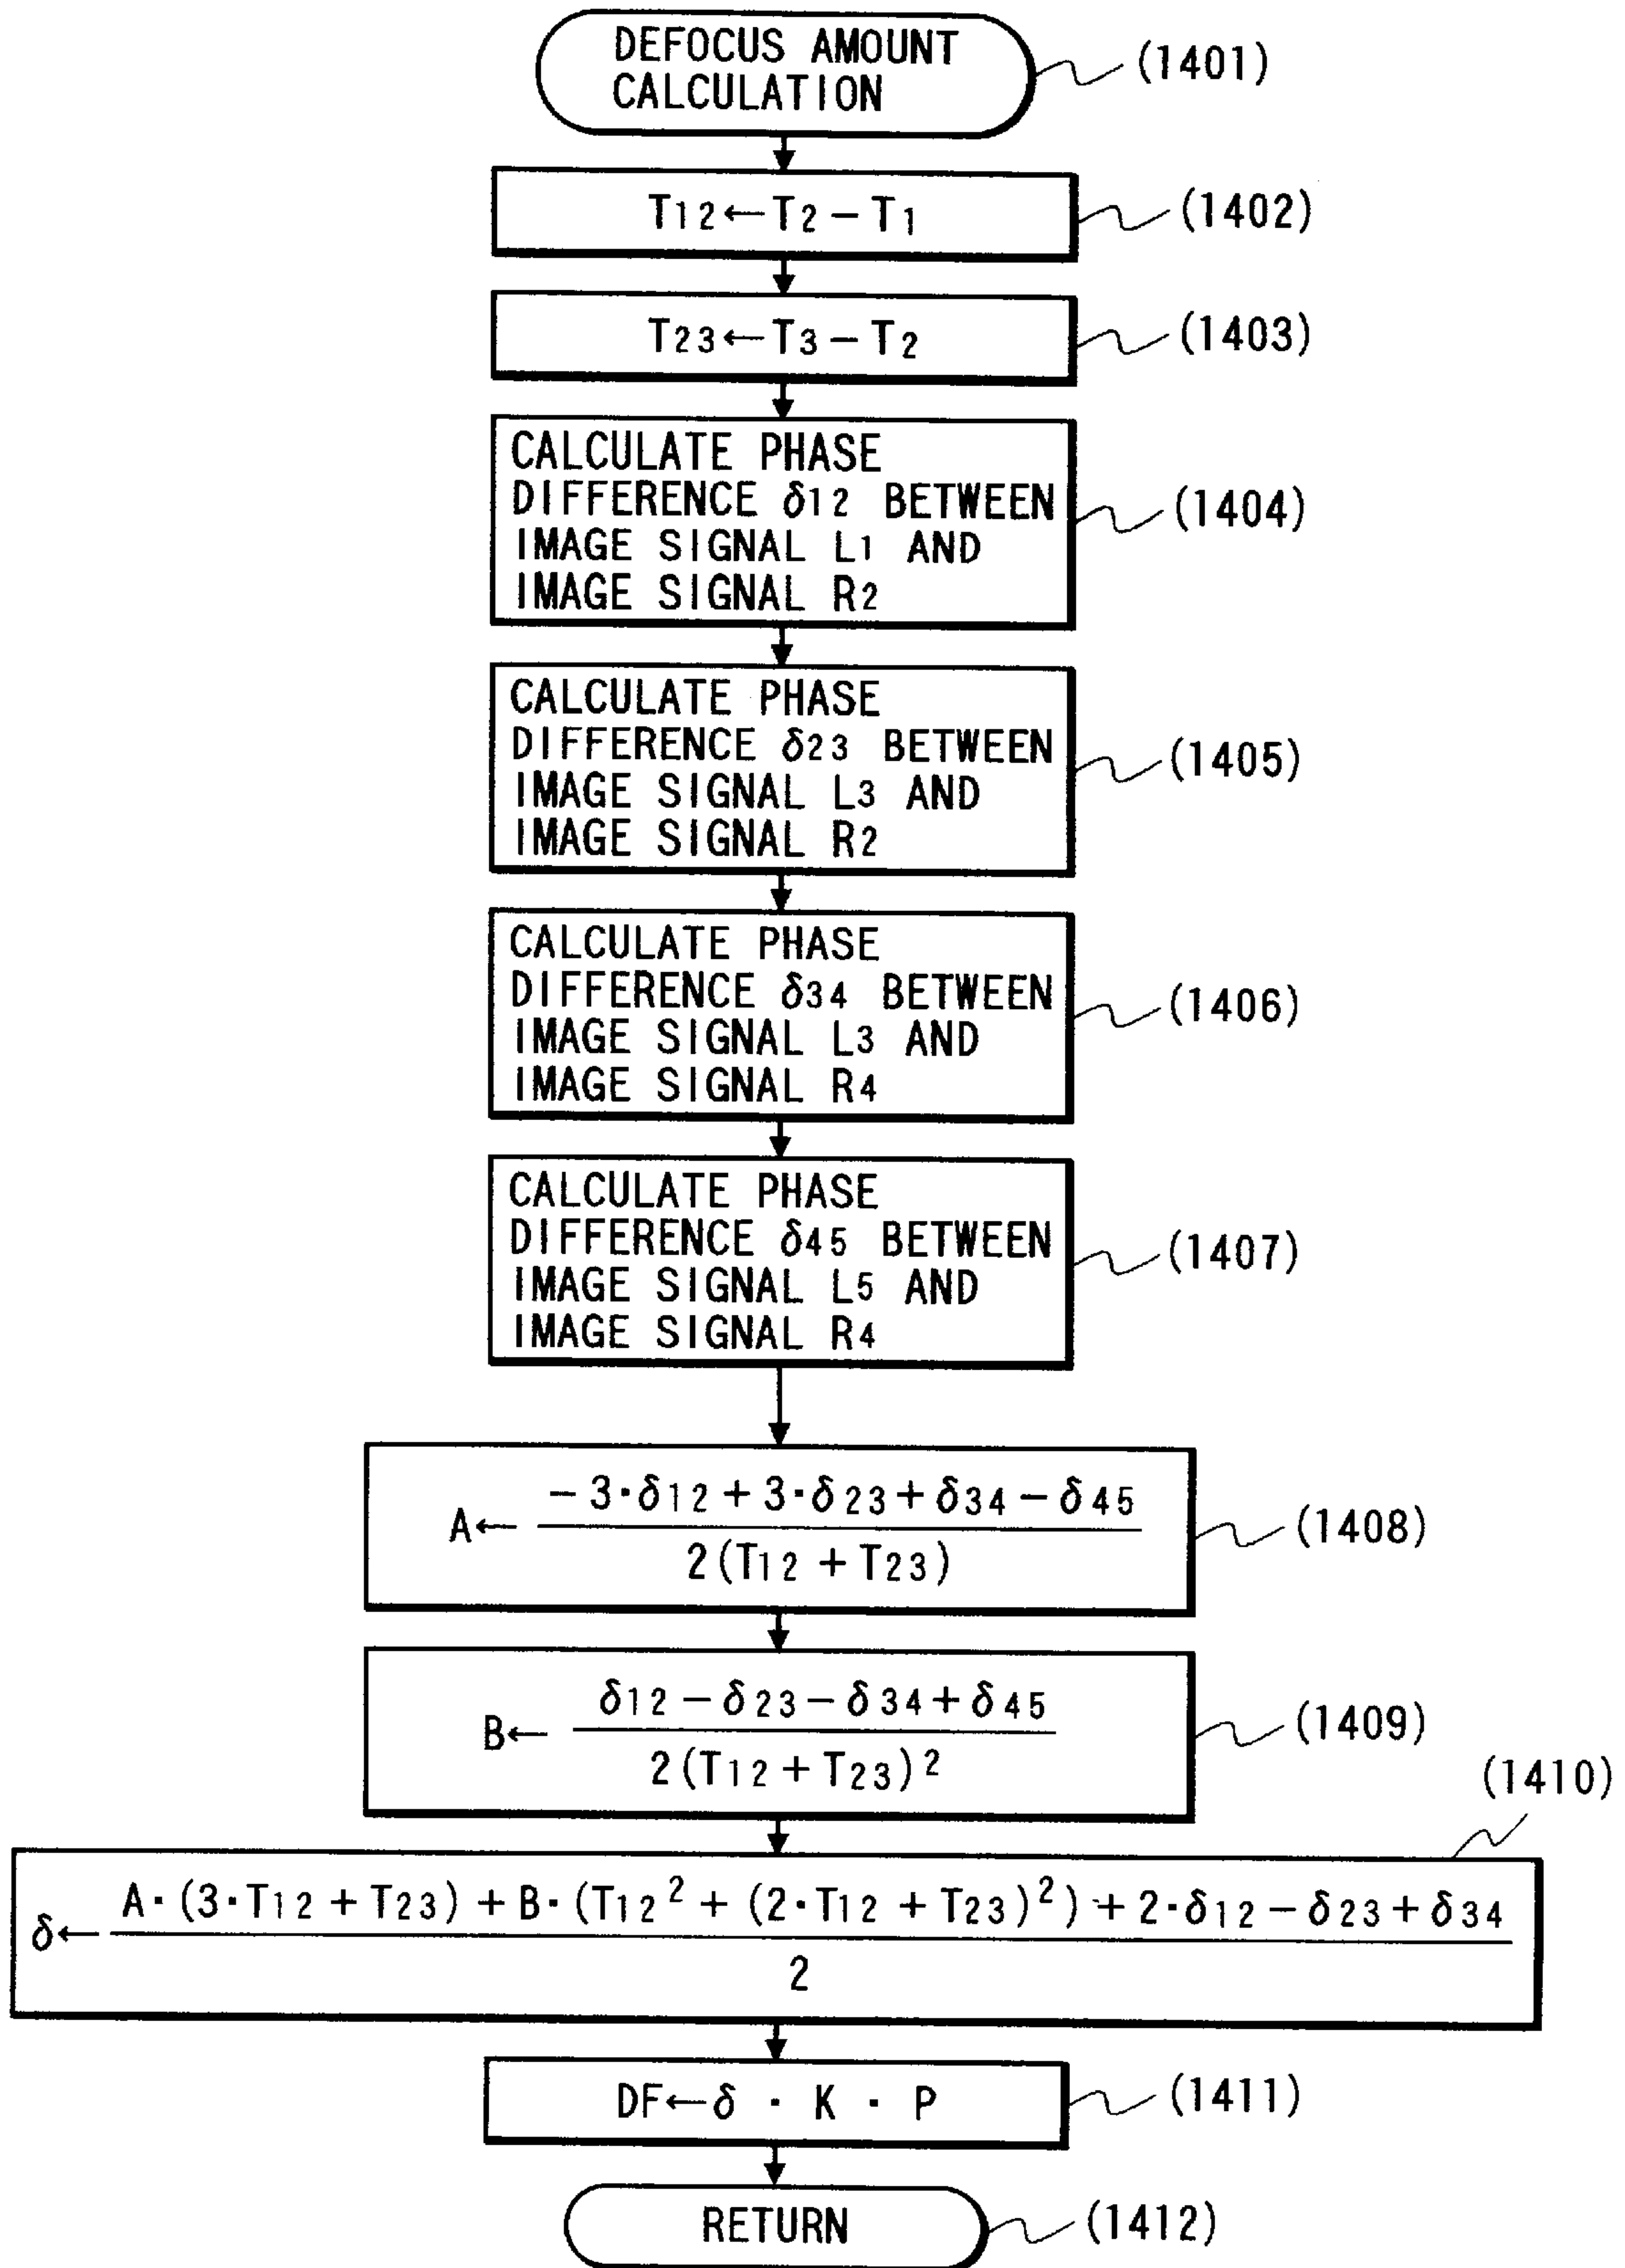 DEFOCUS AMOUNT
CALCULATION
(1401)
T12←T2−T1
(1402)
T23←T3−T2
(1403)
CALCULATE PHASE
DIFFERENCE δ12 BETWEEN
IMAGE SIGNAL L1 AND
IMAGE SIGNAL R2
(1404)
CALCULATE PHASE
DIFFERENCE δ23 BETWEEN
IMAGE SIGNAL L3 AND
IMAGE SIGNAL R2
(1405)
CALCULATE PHASE
DIFFERENCE δ34 BETWEEN
IMAGE SIGNAL L3 AND
IMAGE SIGNAL R4
(1406)
CALCULATE PHASE
DIFFERENCE δ45 BETWEEN
IMAGE SIGNAL L5 AND
IMAGE SIGNAL R4
(1407)
−3·δ12+3·δ23+δ34−δ45
A←
2(T12+T23)
(1408)
δ12−δ23−δ34+δ45
B←
2(T12+T23)²
(1409)
(1410)
A·(3·T12+T23)+B·(T12²+(2·T12+T23)²)+2·δ12−δ23+δ34
δ←
2
DF←δ · K · P
(1411)
RETURN
(1412)